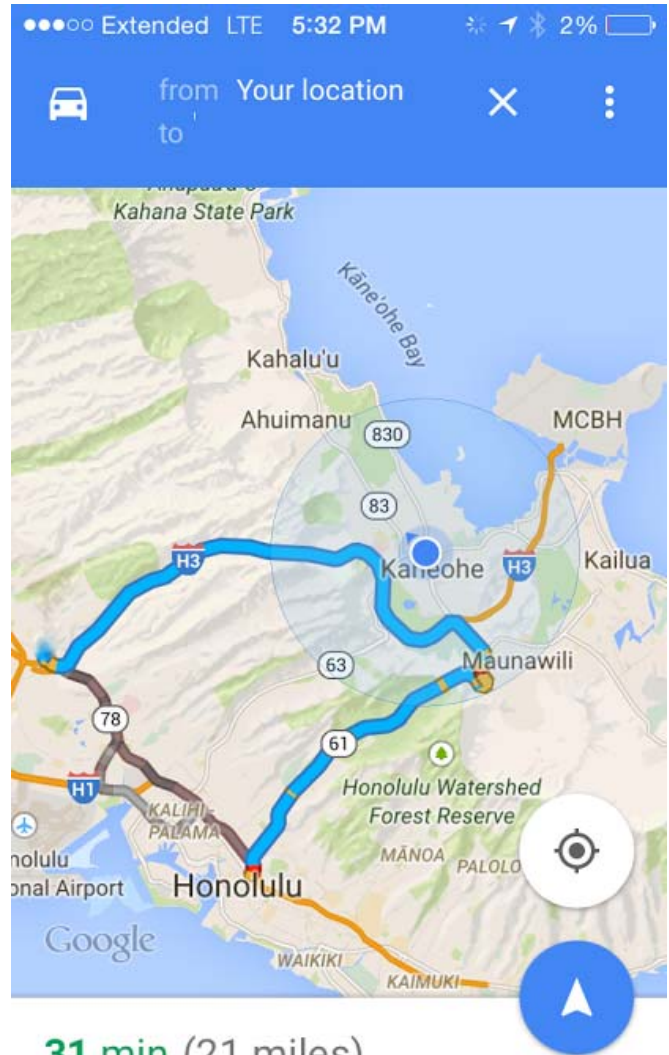 Extended LTE 5:32 PM 2%
from Your location
to
Kahana State Park
Kāne'ohe Bay
Kahalu'u
Ahuimanu
830
MCBH
83
H3
Kaneohe
H3
Kailua
63
Maunawili
78
61
H1
Honolulu Watershed
Forest Reserve
KALIHI-
PALAMA
MĀNOA
PALOLO
nolulu
onal Airport
Honolulu
Google
WAIKIKI
KAIMUKI
31 min (21 miles)